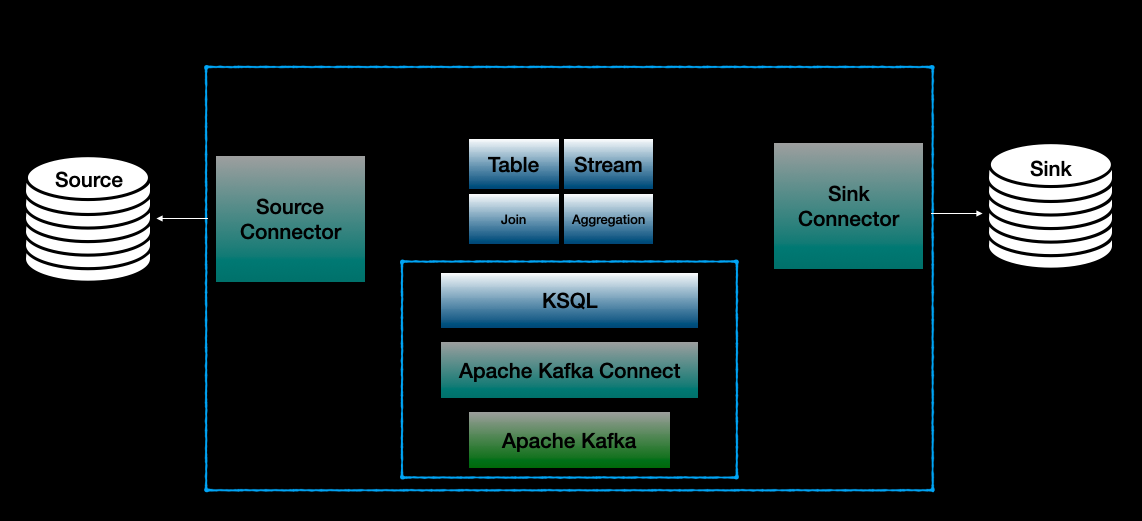 Source
Source
Connector
Table
Stream
Join
Aggregation
KSQL
Apache Kafka Connect
Apache Kafka
Sink
Connector
Sink